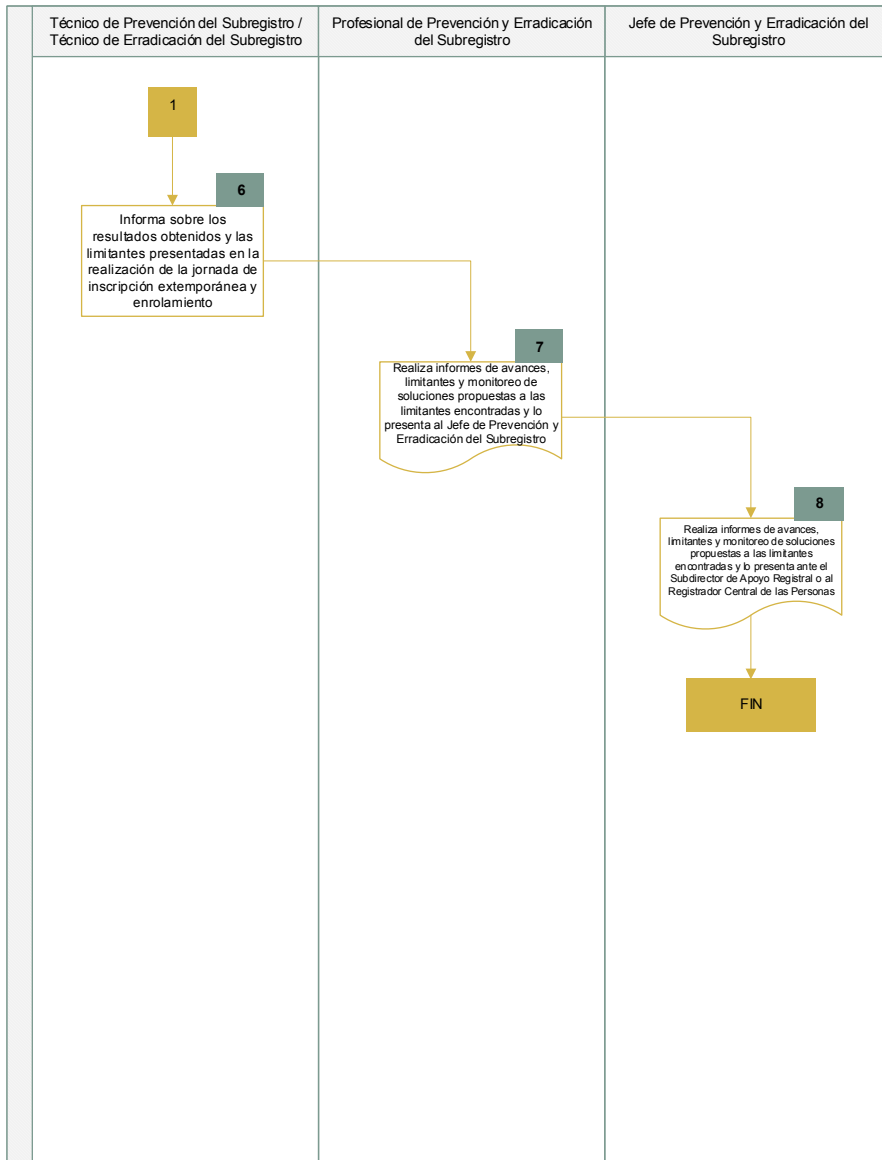 Técnico de Prevención del Subregistro /
Técnico de Erradicación del Subregistro
Profesional de Prevención y Erradicación
del Subregistro
Jefe de Prevención y Erradicación del
Subregistro
1
6
Informa sobre los
resultados obtenidos y las
limitantes presentadas en la
realización de la jornada de
inscripción extemporánea y
enrolamiento
7
Realiza informes de avances,
limitantes y monitoreo de
soluciones propuestas a las
limitantes encontradas y lo
presenta al Jefe de Prevención y
Erradicación del Subregistro
8
Realiza informes de avances,
limitantes y monitoreo de soluciones
propuestas a las limitantes
encontradas y lo presenta ante el
Subdirector de Apoyo Registral o al
Registrador Central de las Personas
FIN